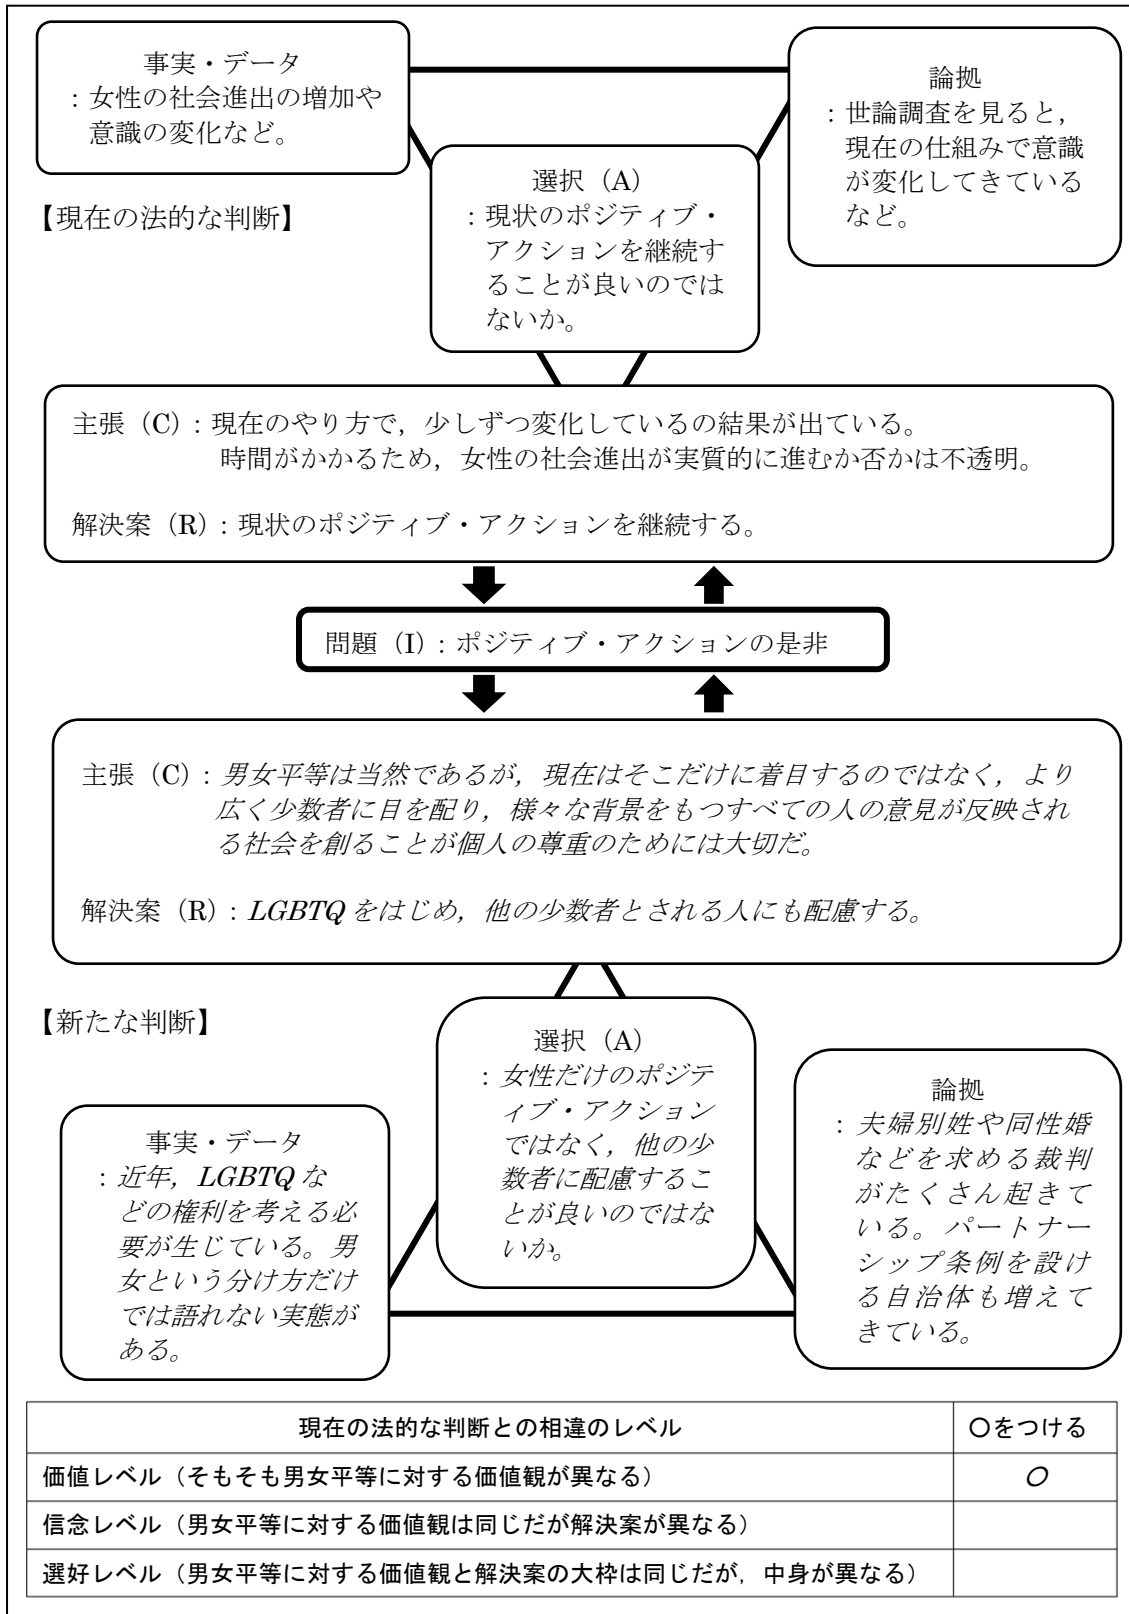 事実・データ
：女性の社会進出の増加や
意識の変化など。
論拠
：世論調査を見ると，
現在の仕組みで意識
が変化してきている
など。
選択（A）
：現状のポジティブ・
アクションを継続す
ることが良いのでは
ないか。
【現在の法的な判断】
主張（C）：現在のやり方で，少しずつ変化しているの結果が出ている。
時間がかかるため，女性の社会進出が実質的に進むか否かは不透明。
解決案（R）：現状のポジティブ・アクションを継続する。
問題（I）：ポジティブ・アクションの是非
主張（C）：男女平等は当然であるが，現在はそこだけに着目するのではなく，より
広く少数者に目を配り，様々な背景をもつすべての人の意見が反映され
る社会を創ることが個人の尊重のためには大切だ。
解決案（R）：LGBTQをはじめ，他の少数者とされる人にも配慮する。
【新たな判断】
選択（A）
：女性だけのポジテ
ィブ・アクション
ではなく，他の少
数者に配慮するこ
とが良いのではな
いか。
事実・データ
：近年，LGBTQな
どの権利を考える必
要が生じている。男
女という分け方だけ
では語れない実態が
ある。
論拠
：夫婦別姓や同性婚
などを求める裁判
がたくさん起きて
いる。パートナー
シップ条例を設け
る自治体も増えて
きている。
現在の法的な判断との相違のレベル 〇をつける
価値レベル（そもそも男女平等に対する価値観が異なる） 〇
信念レベル（男女平等に対する価値観は同じだが解決案が異なる）
選好レベル（男女平等に対する価値観と解決案の大枠は同じだが，中身が異なる）